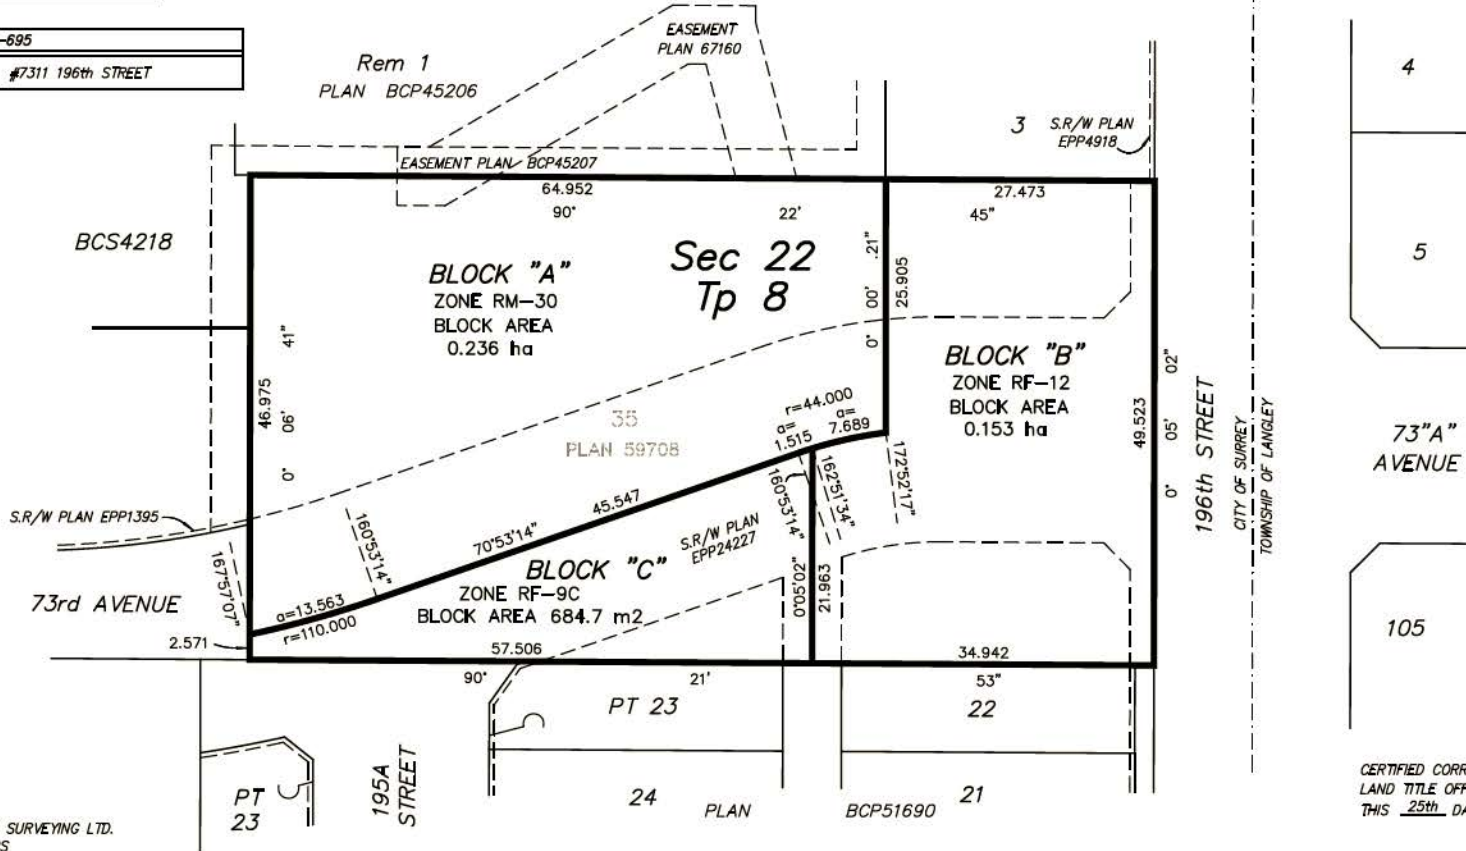 -695
#7311 196th STREET
Rem 1
PLAN BCP45206
EASEMENT
PLAN 67160
3
S.R/W PLAN
EPP4918
4
EASEMENT PLAN BCP45207
64.952
27.473
90°
22'
45"
BCS4218
Sec 22
Tp 8
BLOCK "A"
ZONE RM-30
BLOCK AREA
0.236 ha
0° 00' .21"
25.905
5
46.975
0° 06' 41"
BLOCK "B"
ZONE RF-12
BLOCK AREA
0.153 ha
49.523
0° 05' 02"
196th STREET
CITY OF SURREY
TOWNSHIP OF LANGLEY
73"A"
AVENUE
35
PLAN 59708
r=44.000
a=
1.515
a=
7.689
S.R/W PLAN EPP1395
45.547
70°53'14"
160°53'14"
160°53'14"
162°51'34"
172°52'17"
167°57'07"
S.R/W PLAN
EPP24227
73rd AVENUE
BLOCK "C"
ZONE RF-9C
BLOCK AREA 684.7 m2
a=13.563
r=110.000
0°05'02"
21.963
2.571
57.506
34.942
90°
21'
53"
105
PT 23
22
195A
STREET
PT
23
24
PLAN
BCP51690
21
CERTIFIED CORR
LAND TITLE OFF
THIS 25th DA
SURVEYING LTD.